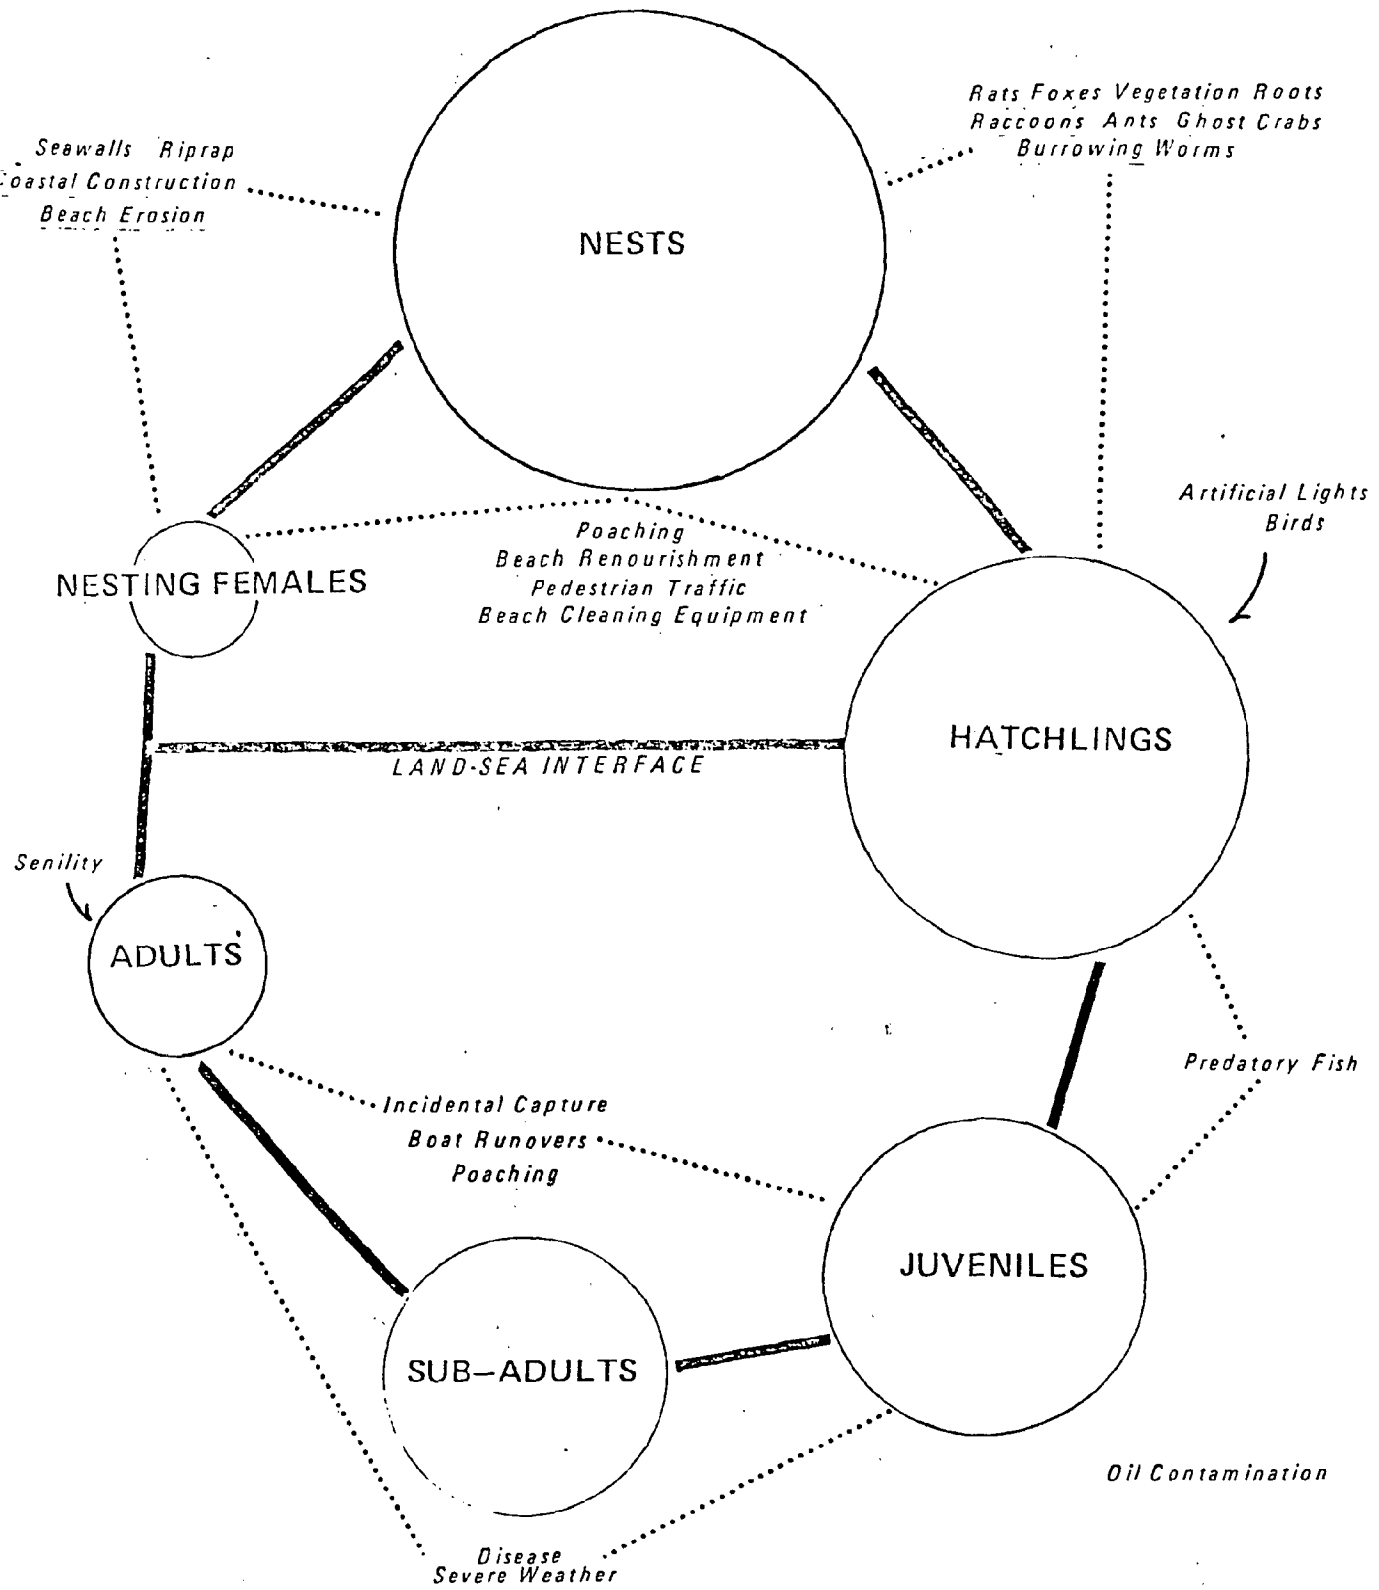 Rats Foxes Vegetation Roots
Raccoons Ants Ghost Crabs
Burrowing Worms
Seawalls Riprap
Coastal Construction
Beach Erosion
NESTS
Artificial Lights
Birds
Poaching
Beach Renourishment
Pedestrian Traffic
Beach Cleaning Equipment
NESTING FEMALES
HATCHLINGS
LAND-SEA INTERFACE
Senility
ADULTS
Predatory Fish
Incidental Capture
Boat Runovers
Poaching
JUVENILES
SUB-ADULTS
Oil Contamination
Disease
Severe Weather